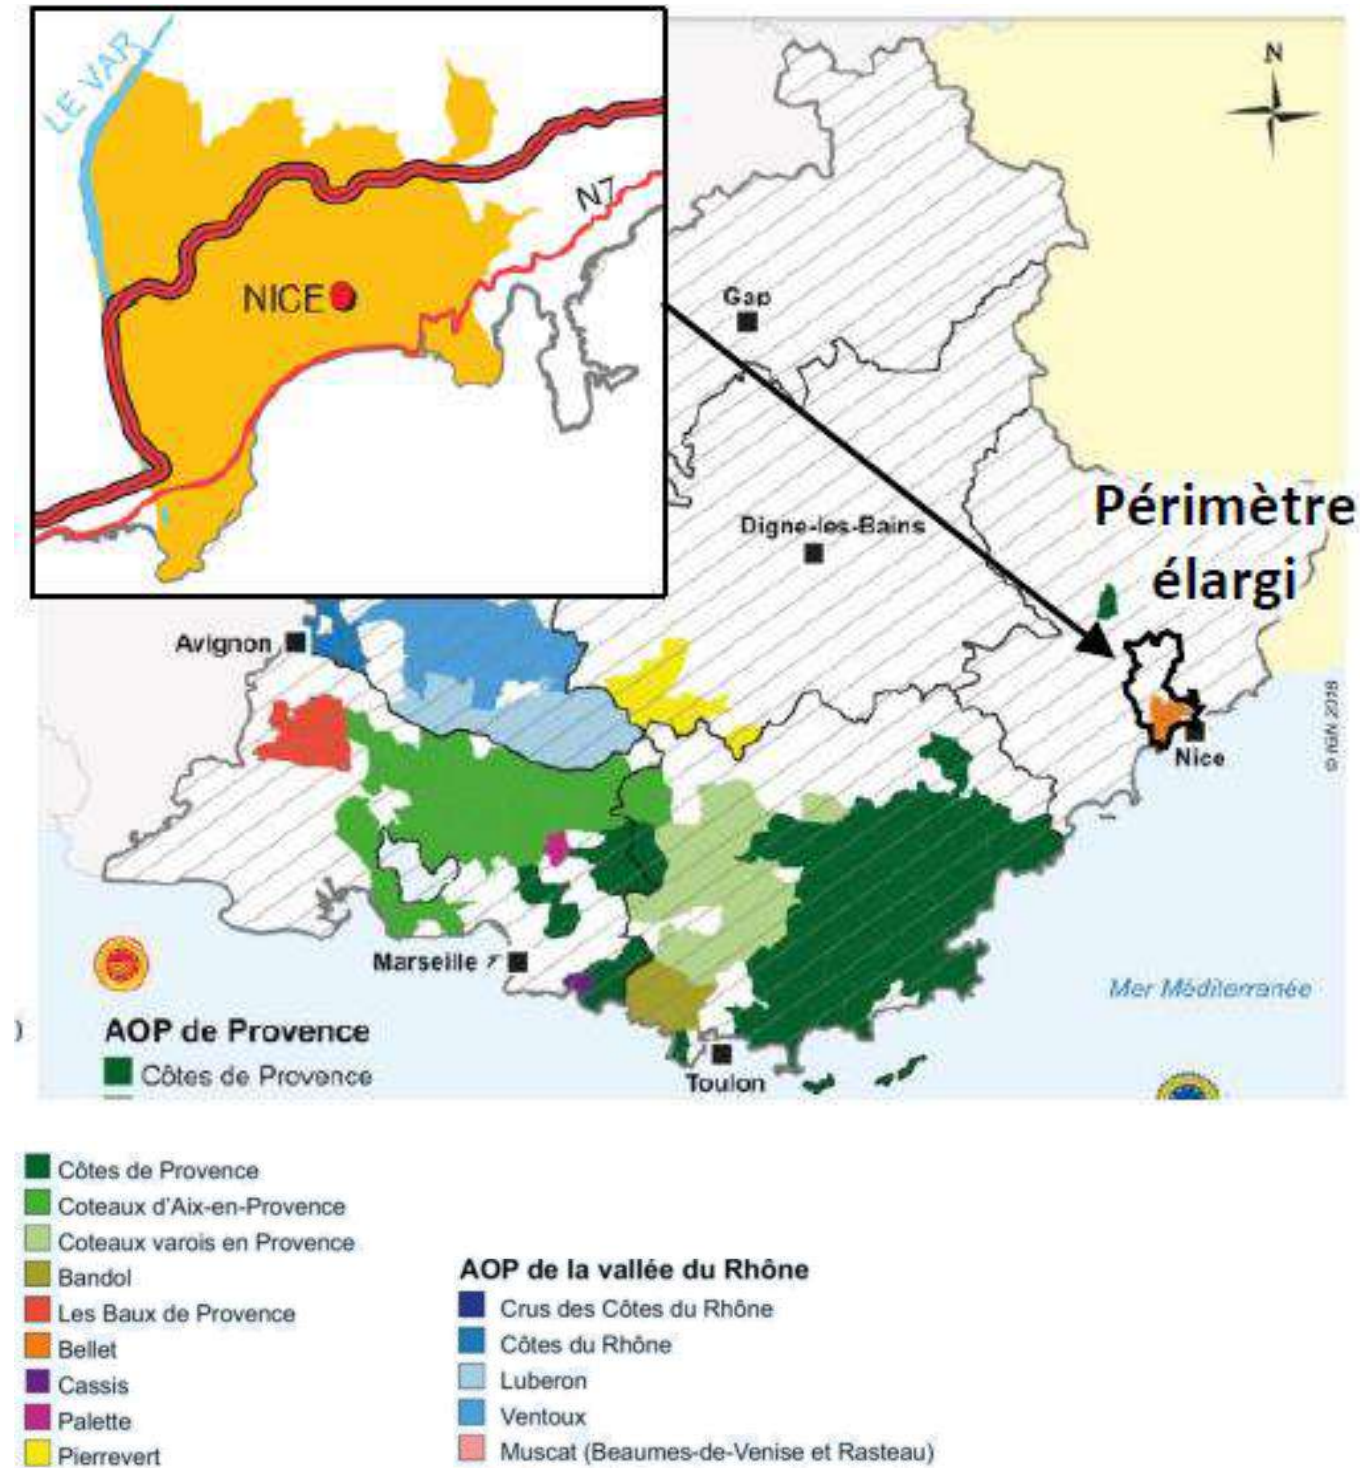 LE VAR
N7
NICE
N
Gap
Périmètre
élargi
Digne-les-Bains
Avignon
Nice
© IGN 2018
Marseille
Mer Méditerranée
AOP de Provence
Côtes de Provence
Toulon
Côtes de Provence
Coteaux d'Aix-en-Provence
Coteaux varois en Provence
Bandol
Les Baux de Provence
Bellet
Cassis
Palette
Pierrevert
AOP de la vallée du Rhône
Crus des Côtes du Rhône
Côtes du Rhône
Luberon
Ventoux
Muscat (Beaumes-de-Venise et Rasteau)